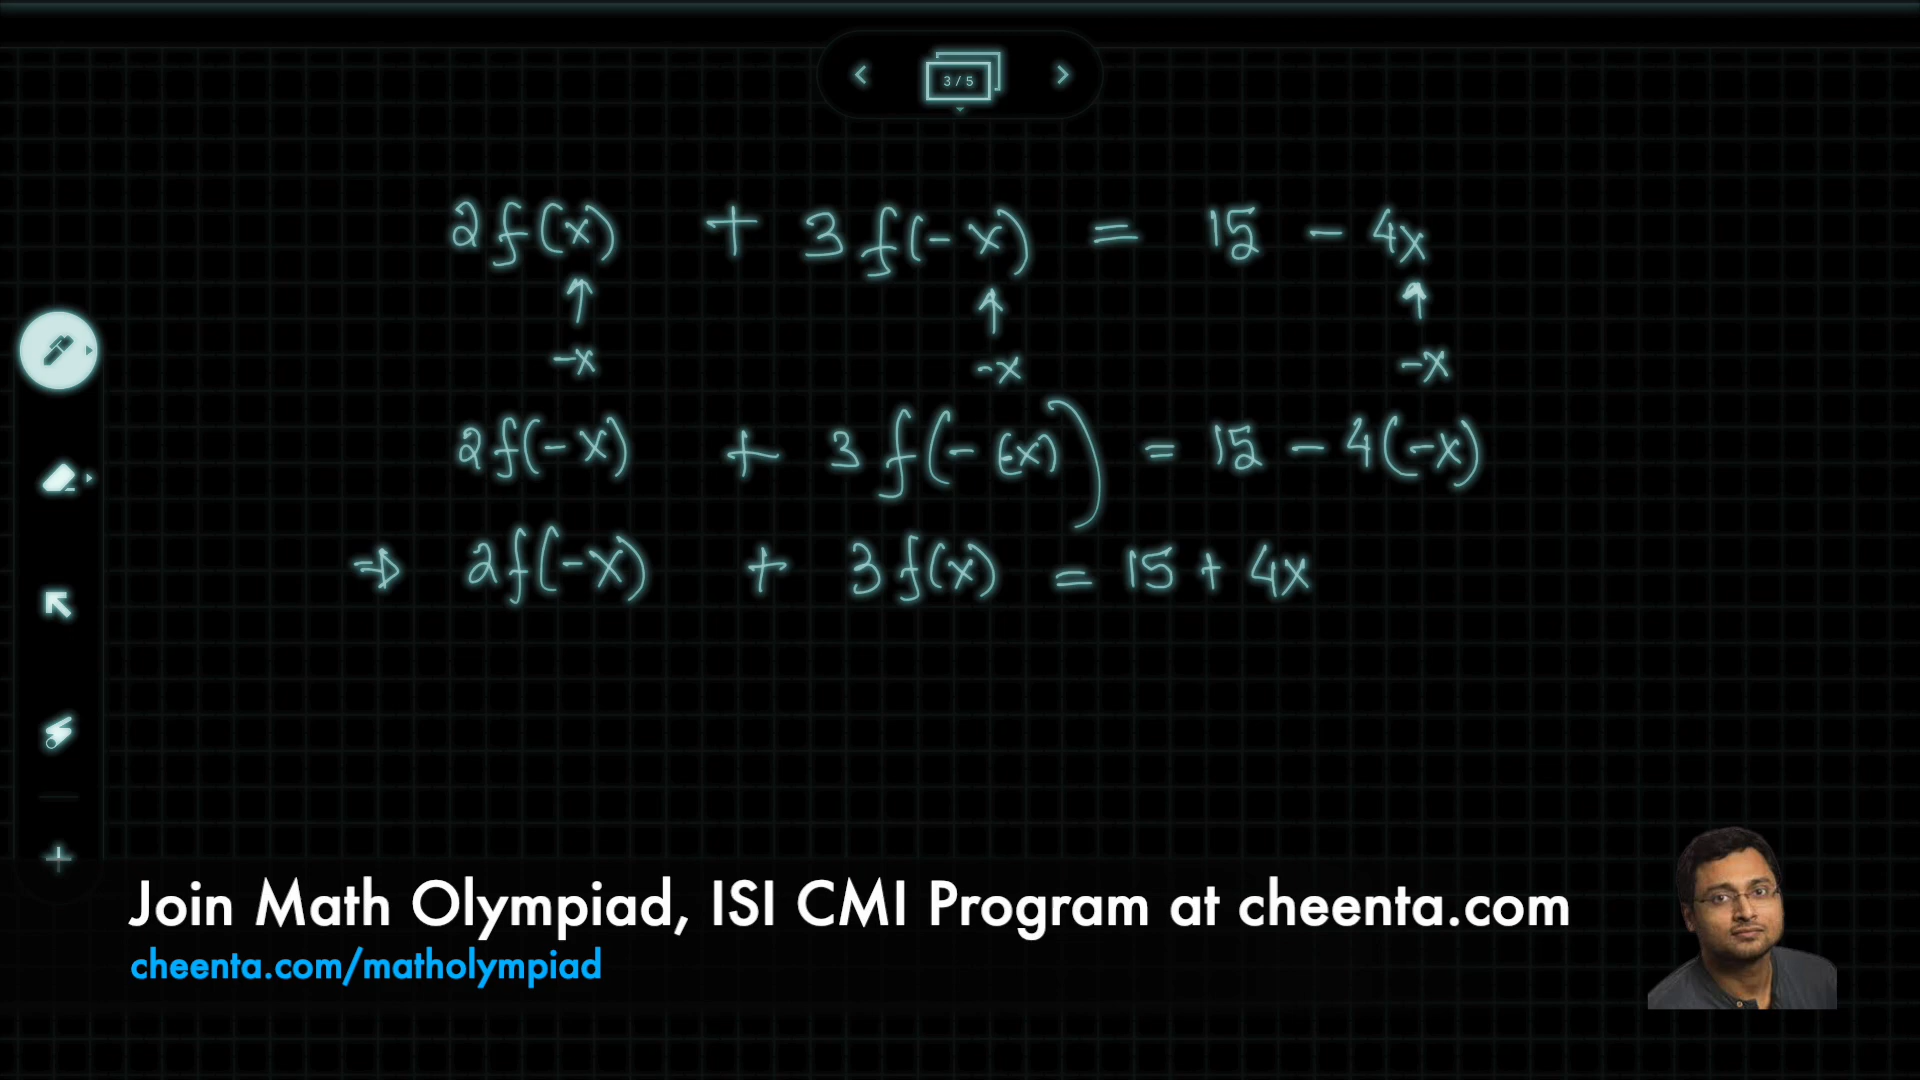 3 / 5
2f(x) + 3f(-x) = 15 - 4x
↑ ↑ ↑
-x -x -x
2f(-x) + 3f(-(-x)) = 15 - 4(-x)
⇒ 2f(-x) + 3f(x) = 15 + 4x
Join Math Olympiad, ISI CMI Program at cheenta.com
cheenta.com/matholympiad